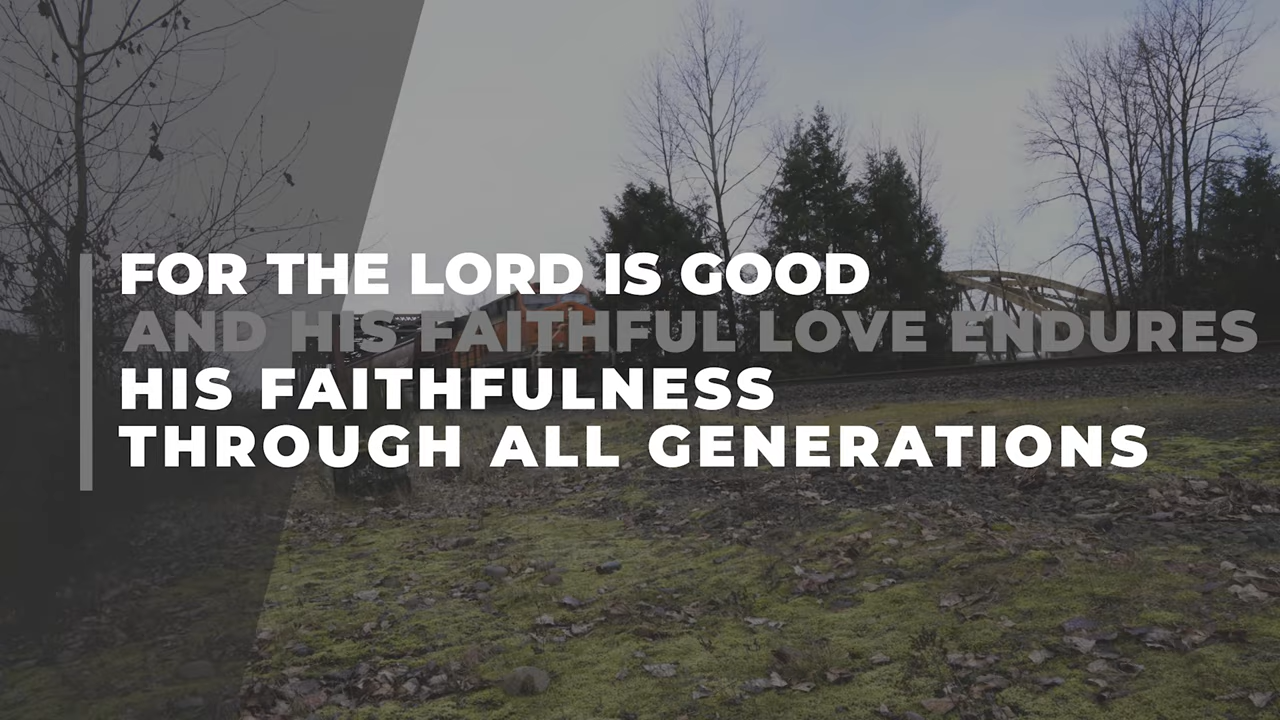 FOR THE LORD IS GOOD
AND HIS FAITHFUL LOVE ENDURES
HIS FAITHFULNESS
THROUGH ALL GENERATIONS